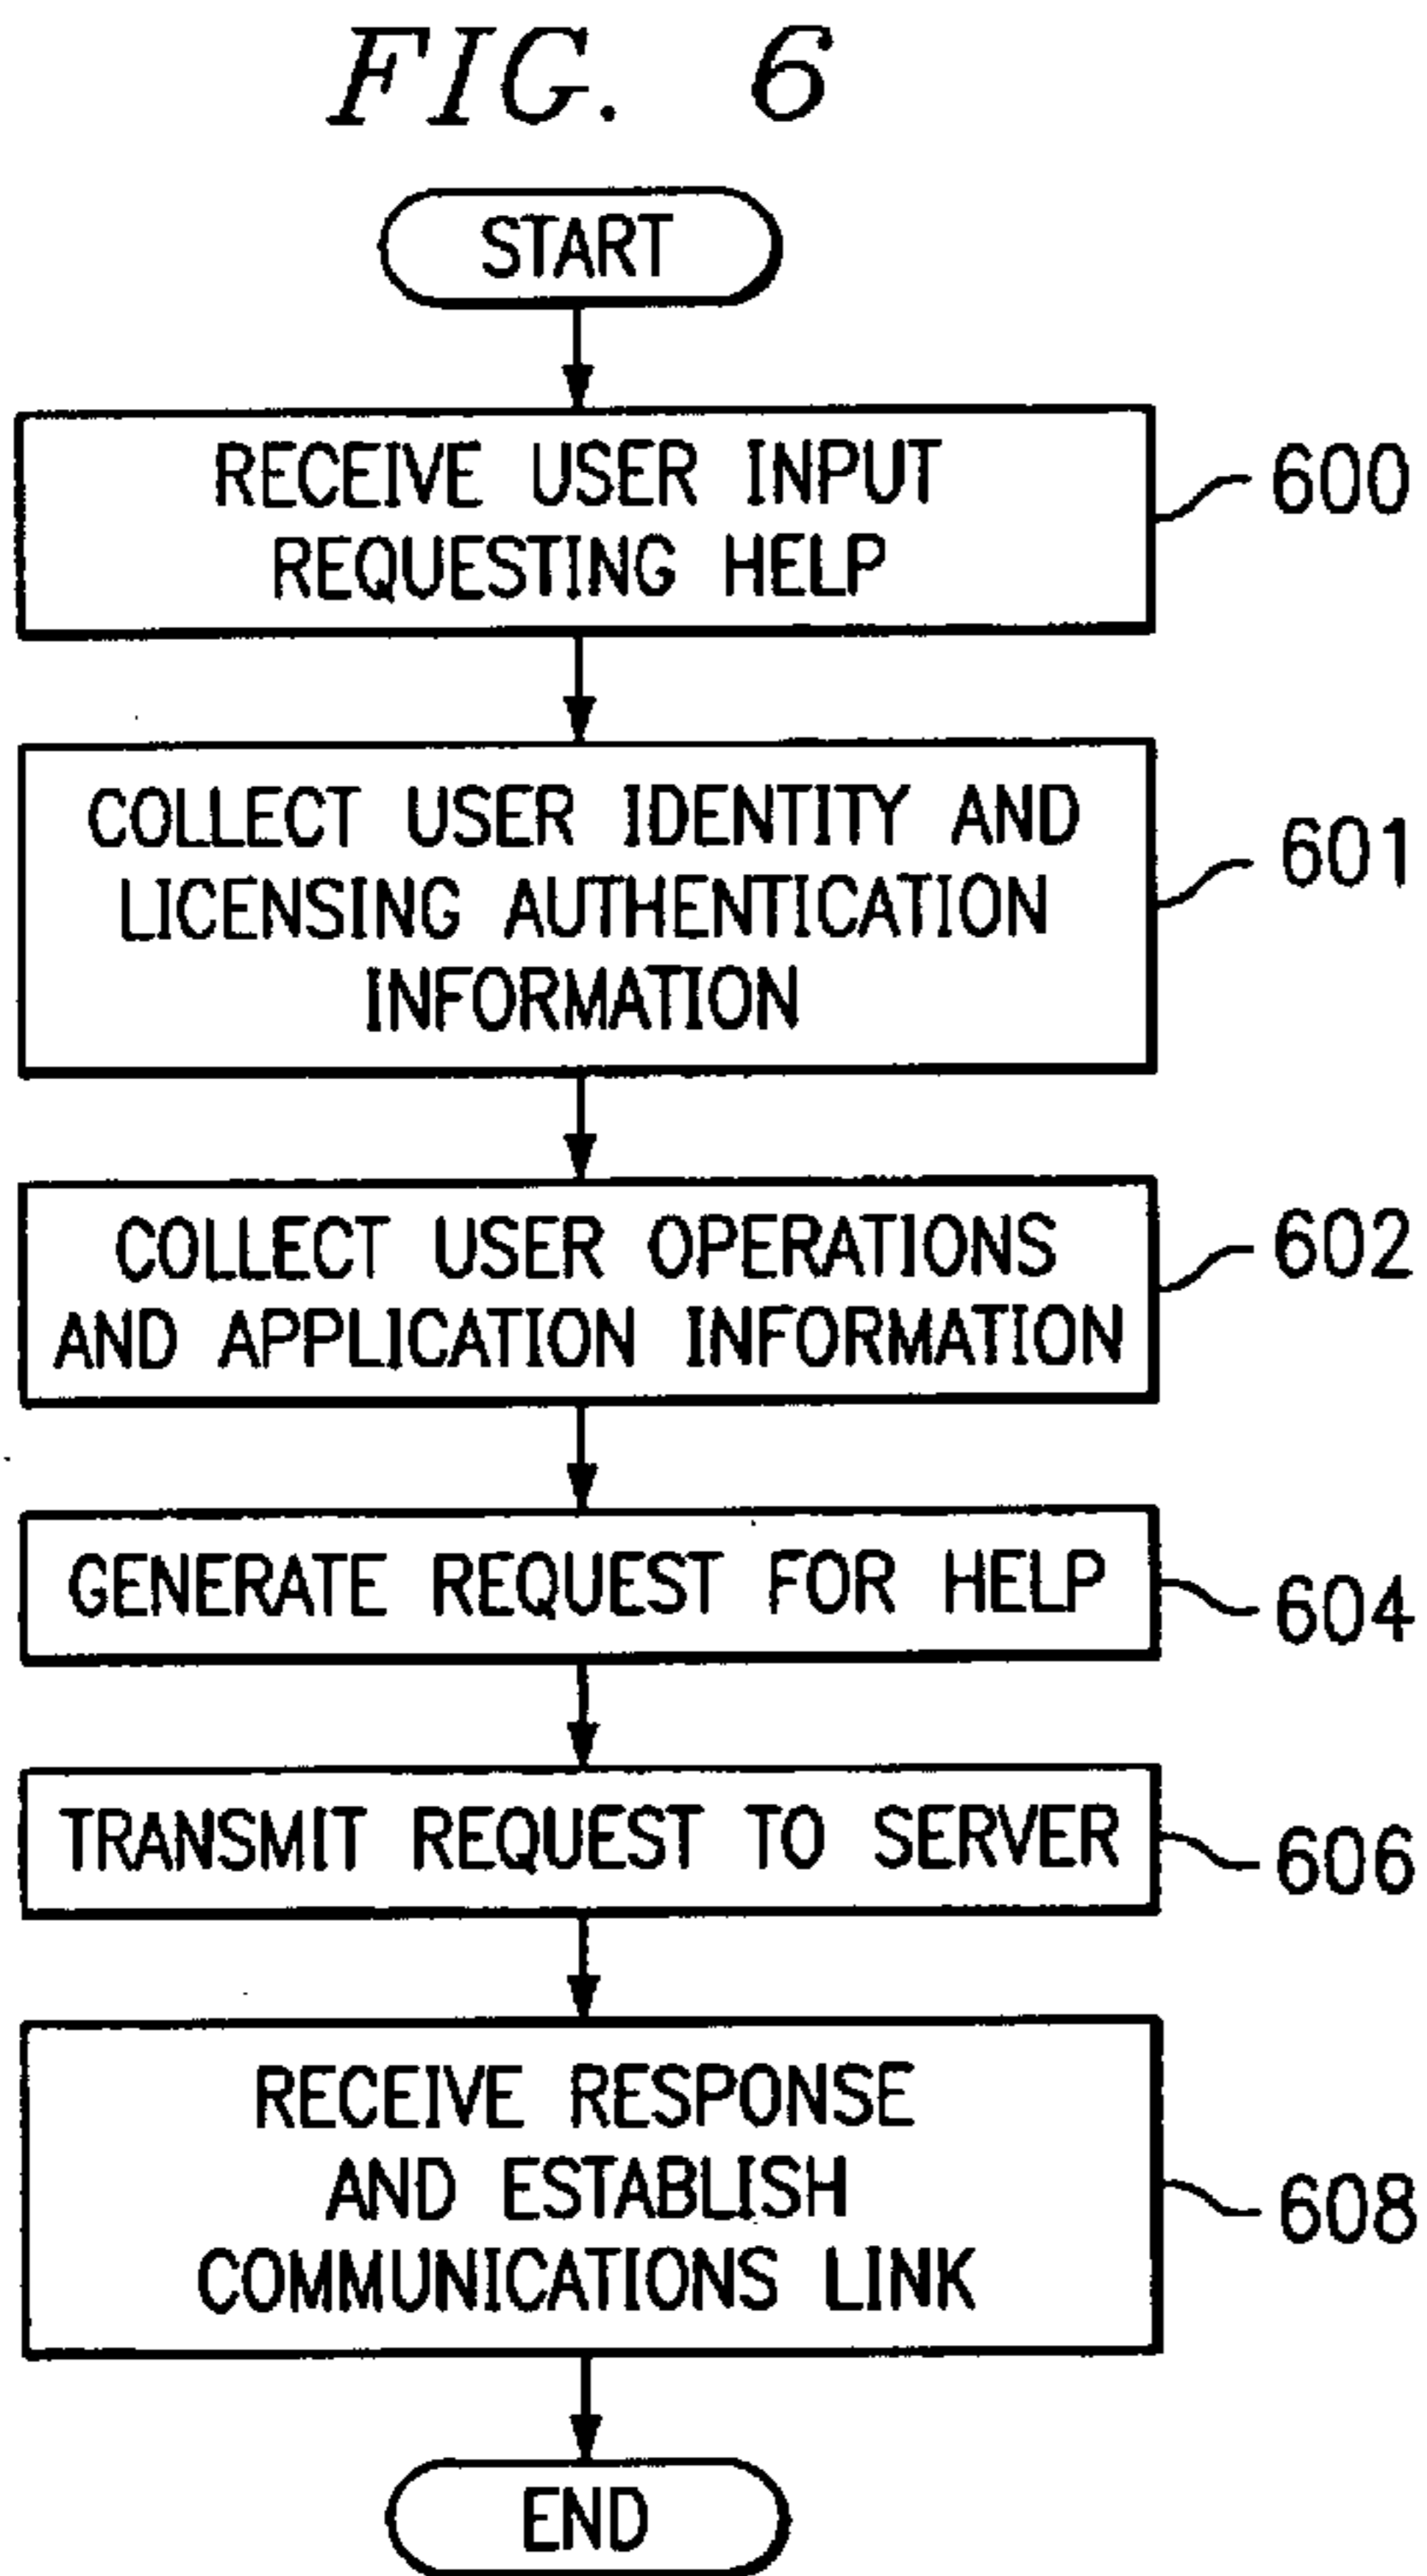 FIG. 6
START
RECEIVE USER INPUT
REQUESTING HELP
600
COLLECT USER IDENTITY AND
LICENSING AUTHENTICATION
INFORMATION
601
COLLECT USER OPERATIONS
AND APPLICATION INFORMATION
602
GENERATE REQUEST FOR HELP
604
TRANSMIT REQUEST TO SERVER
606
RECEIVE RESPONSE
AND ESTABLISH
COMMUNICATIONS LINK
608
END